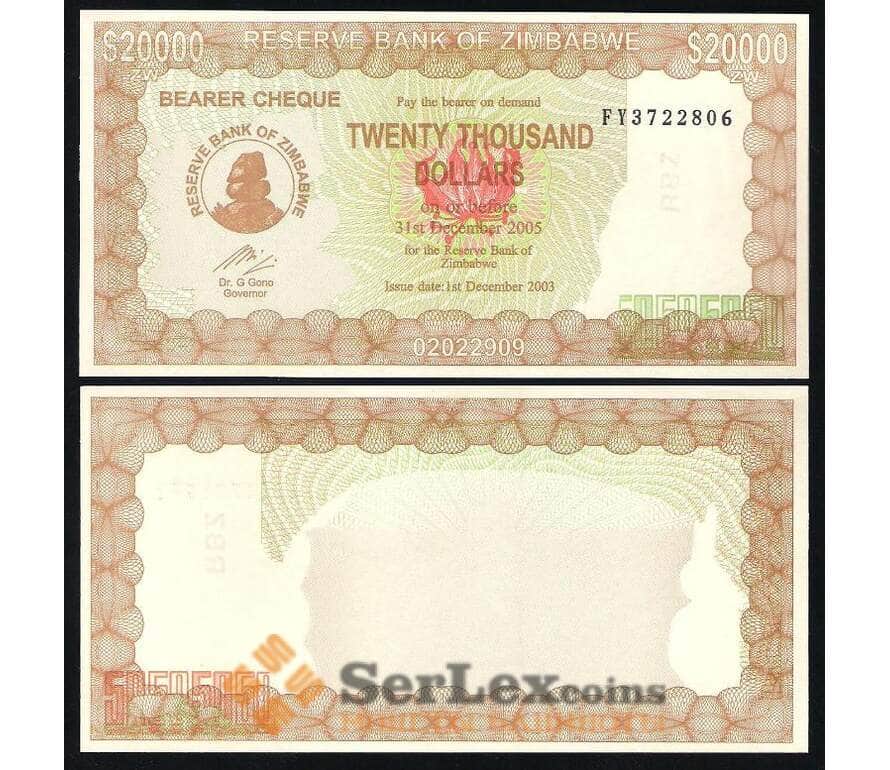 $20000 RESERVE BANK OF ZIMBABWE $20000
ZW ZW
BEARER CHEQUE
Pay the bearer on demand
FY3722806
TWENTY THOUSAND
DOLLARS
on or before
31st December 2005
for the Reserve Bank of
Zimbabwe
Issue date:1st December 2003
RESERVE BANK OF ZIMBABWE
Dr. G Gono
Governor
RBZ
02022909
RBZ
SerLexcoins